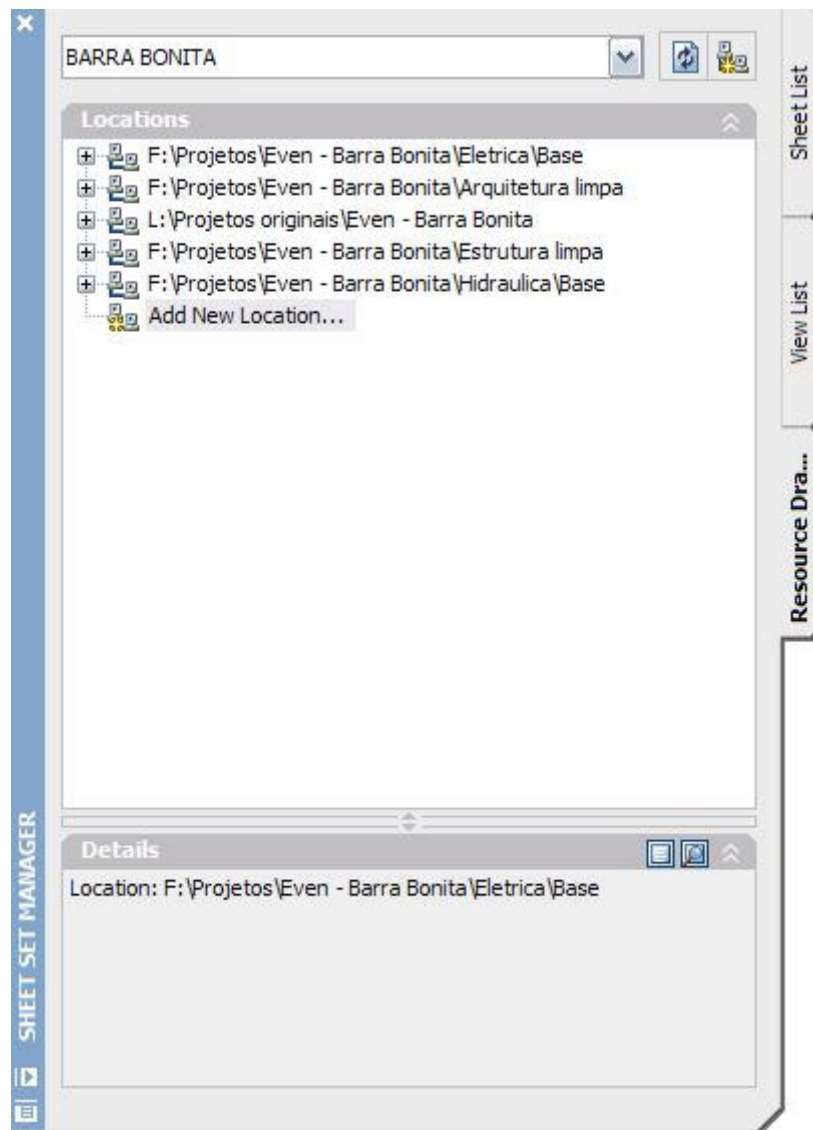 BARRA BONITA
Locations
F:\Projetos\Even - Barra Bonita\Eletrica\Base
F:\Projetos\Even - Barra Bonita\Arquitetura limpa
L:\Projetos originais\Even - Barra Bonita
F:\Projetos\Even - Barra Bonita\Estrutura limpa
F:\Projetos\Even - Barra Bonita\Hidraulica\Base
Add New Location...
Details
Location: F:\Projetos\Even - Barra Bonita\Eletrica\Base
Sheet List
View List
Resource Dra...
SHEET SET MANAGER